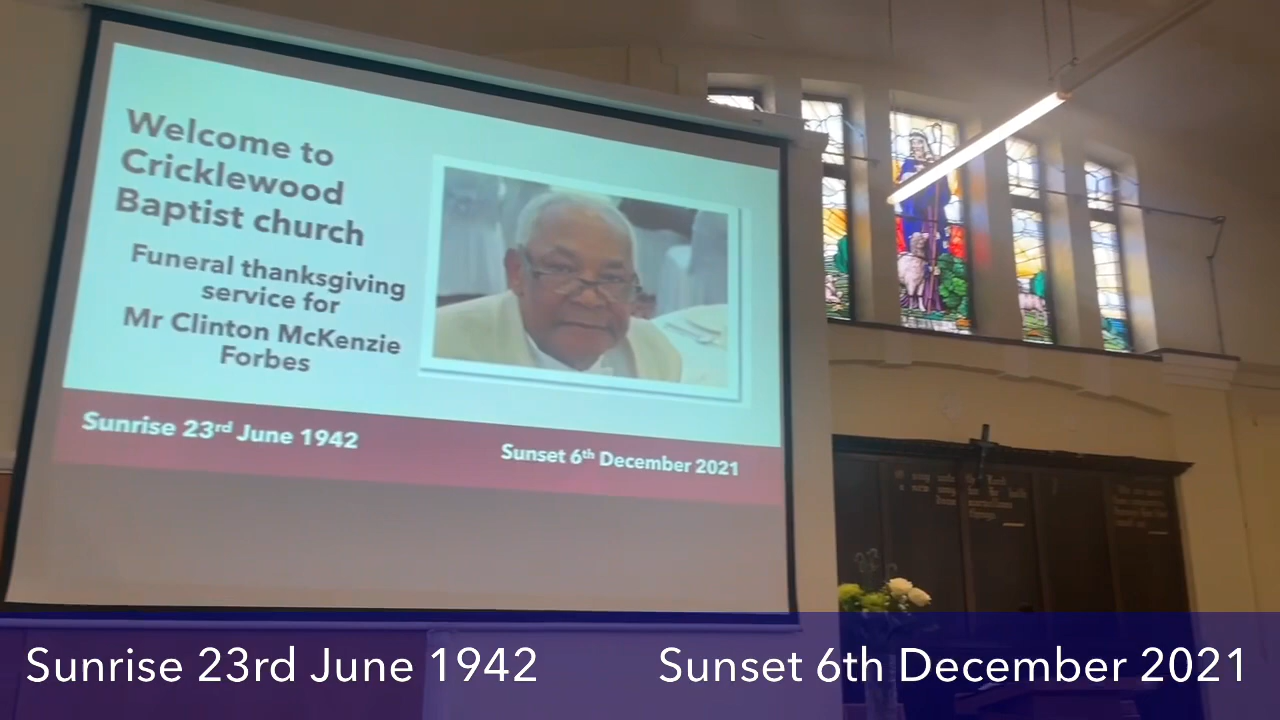 Welcome to
Cricklewood
Baptist church
Funeral thanksgiving
service for
Mr Clinton McKenzie
Forbes
Sunrise 23rd June 1942
Sunset 6th December 2021
Sunrise 23rd June 1942
Sunset 6th December 2021